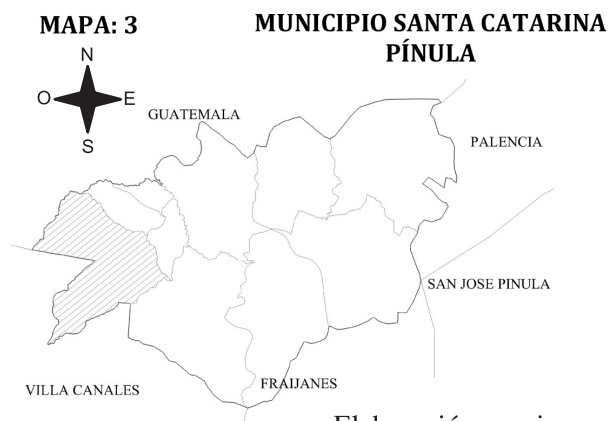 MAPA: 3
MUNICIPIO SANTA CATARINA
PÍNULA
N
O
E
S
GUATEMALA
PALENCIA
SAN JOSE PINULA
VILLA CANALES
FRAIJANES